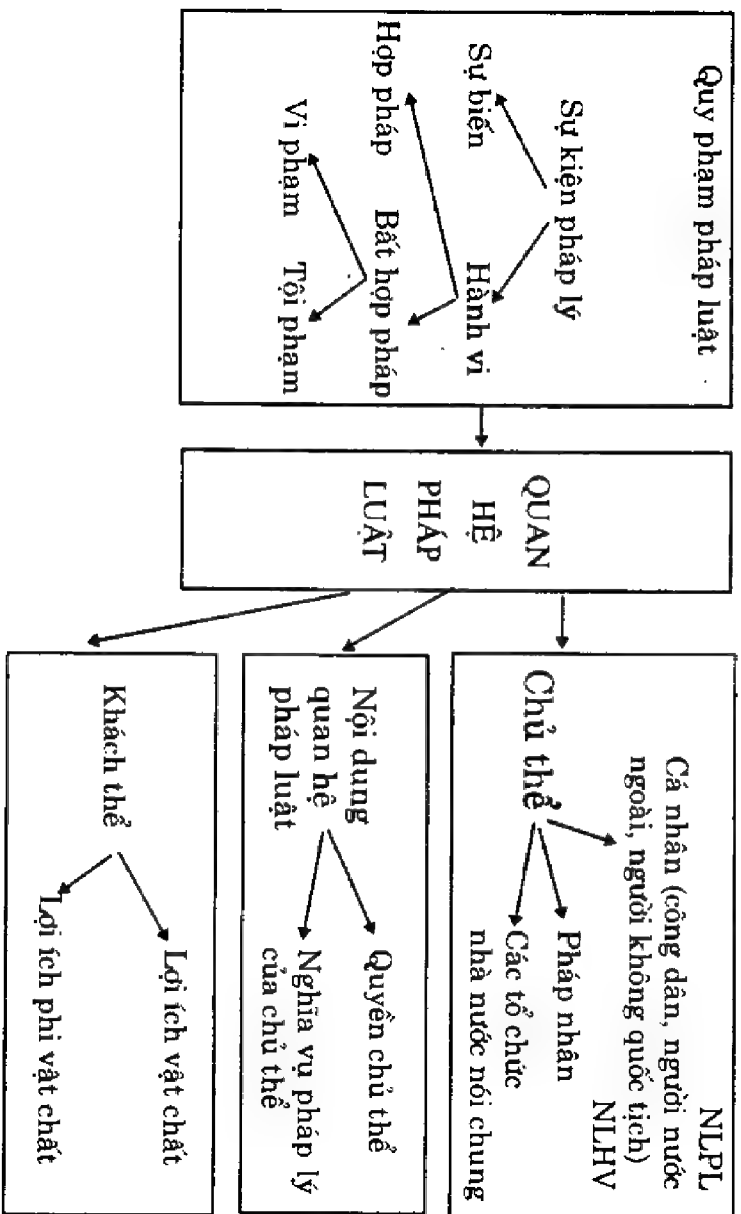 Quy phạm pháp luật
Sự kiện pháp lý
Sự biến Hành vi
Hợp pháp Bất hợp pháp
Vi phạm Tội phạm
QUAN
HỆ
PHÁP
LUẬT
NLPL
Cá nhân (công dân, người nước
ngoài, người không quốc tịch)
NLHV
Chủ thể
Pháp nhân
Các tổ chức
nhà nước nói chung
Nội dung
quan hệ
pháp luật
Quyền chủ thể
Nghĩa vụ pháp lý
của chủ thể
Khách thể
Lợi ích vật chất
Lợi ích phi vật chất